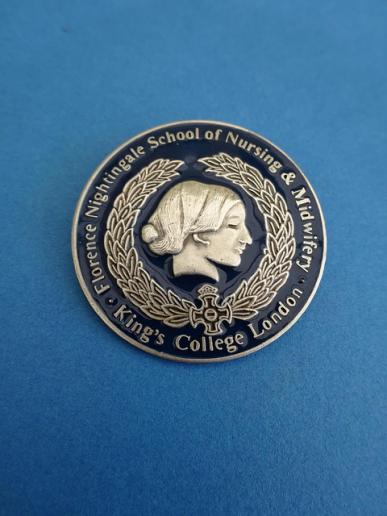 Florence Nightingale School of Nursing & Midwifery
King's College London